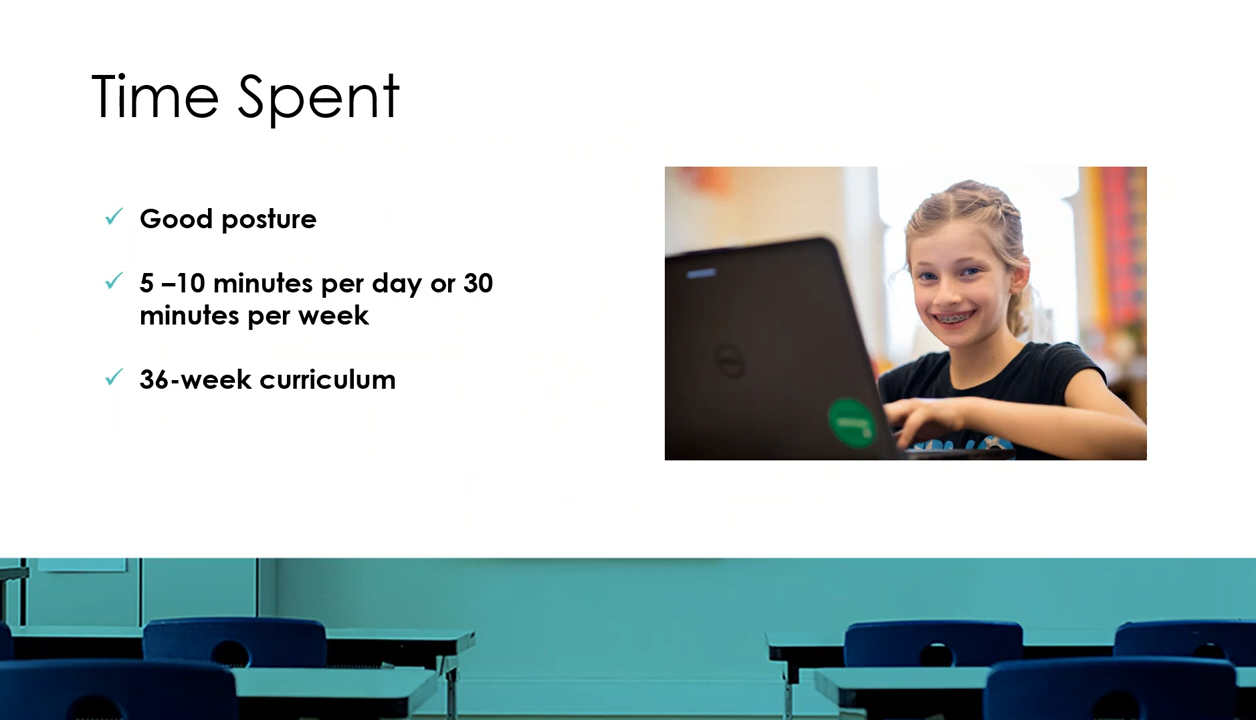 Time Spent
✓ Good posture
✓ 5 –10 minutes per day or 30
minutes per week
✓ 36-week curriculum